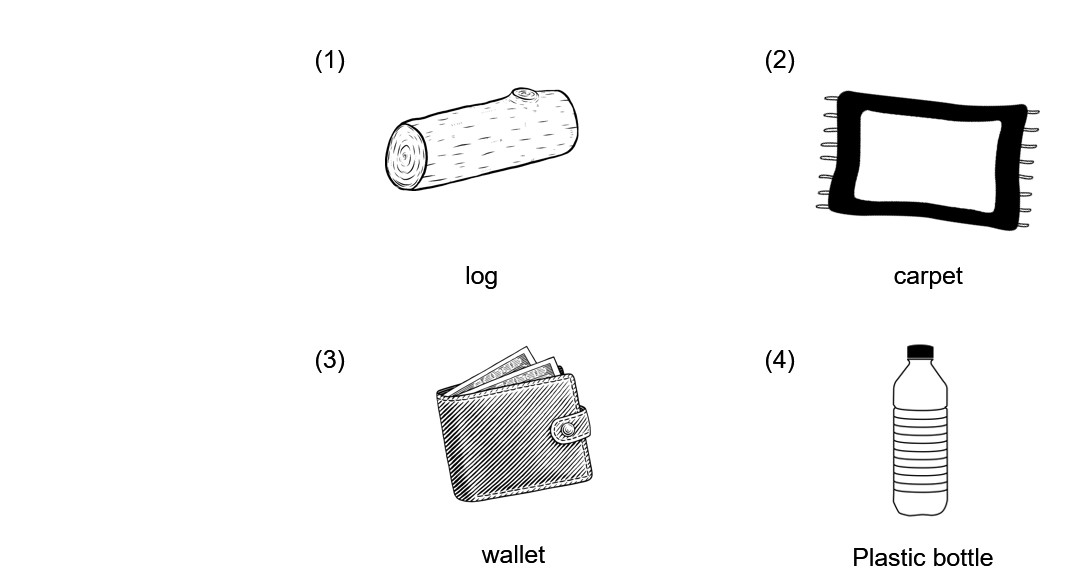 (1)
(2)
log
carpet
(3)
(4)
wallet
Plastic bottle